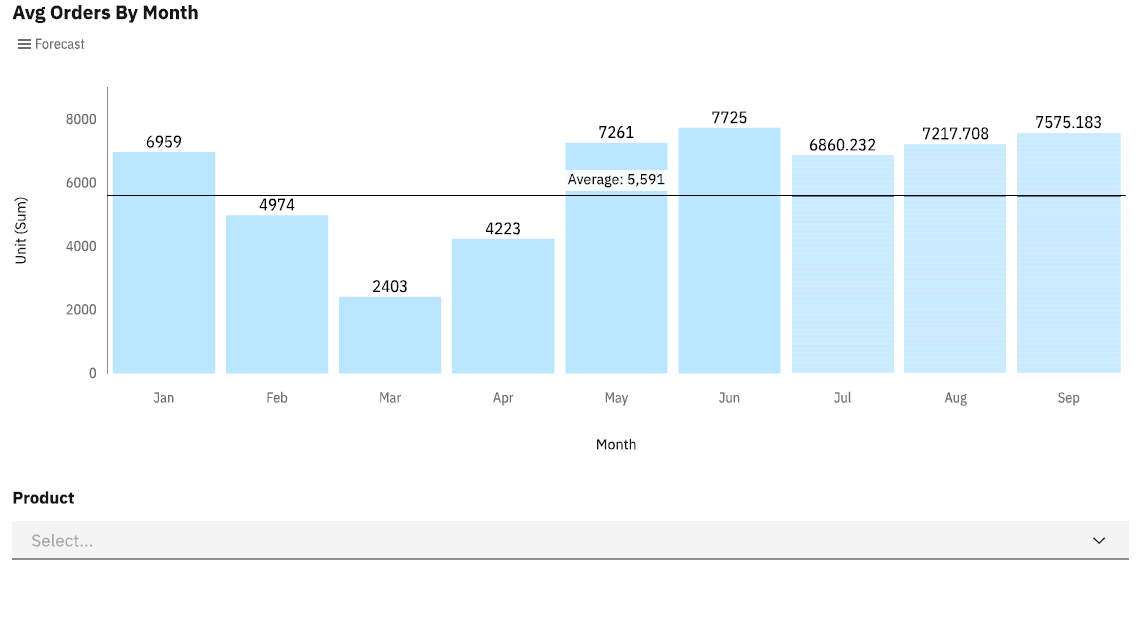 Avg Orders By Month
Forecast
8000
6000
4000
2000
0
Unit (Sum)
6959
4974
2403
4223
7261
7725
6860.232
7217.708
7575.183
Average: 5,591
Jan Feb Mar Apr May Jun Jul Aug Sep
Month
Product
Select...